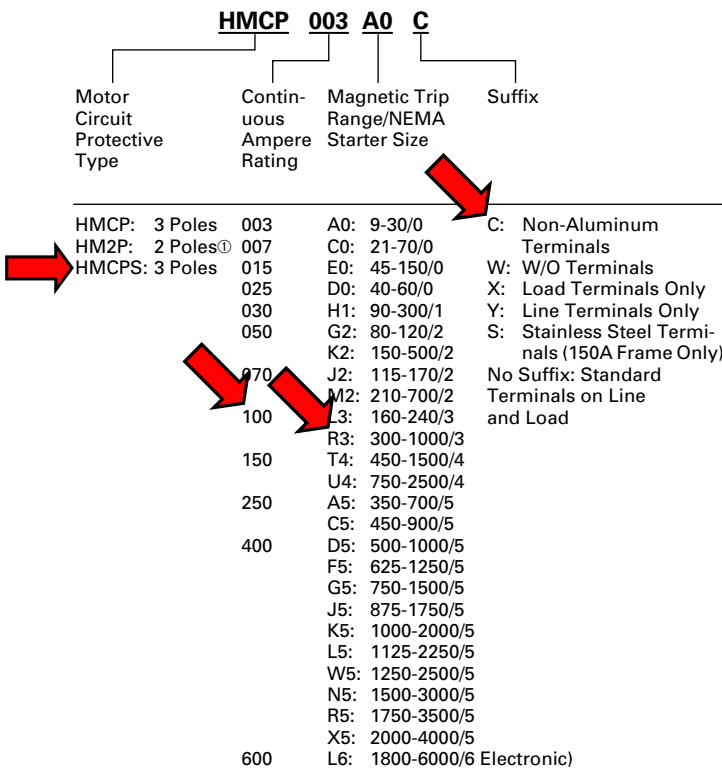 HMCP 003 A0 C
Motor Circuit Protective Type
Contin-uous Ampere Rating
Magnetic Trip Range/NEMA Starter Size
Suffix
HMCP: 3 Poles 003 A0: 9-30/0 C: Non-Aluminum
HM2P: 2 Poles① 007 C0: 21-70/0 Terminals
HMCPS: 3 Poles 015 E0: 45-150/0 W: W/O Terminals
025 D0: 40-60/0 X: Load Terminals Only
030 H1: 90-300/1 Y: Line Terminals Only
050 G2: 80-120/2 S: Stainless Steel Termi-
K2: 150-500/2 nals (150A Frame Only)
070 J2: 115-170/2 No Suffix: Standard
M2: 210-700/2 Terminals on Line
100 L3: 160-240/3 and Load
R3: 300-1000/3
150 T4: 450-1500/4
U4: 750-2500/4
250 A5: 350-700/5
C5: 450-900/5
400 D5: 500-1000/5
F5: 625-1250/5
G5: 750-1500/5
J5: 875-1750/5
K5: 1000-2000/5
L5: 1125-2250/5
W5: 1250-2500/5
N5: 1500-3000/5
R5: 1750-3500/5
X5: 2000-4000/5
600 L6: 1800-6000/6 Electronic)